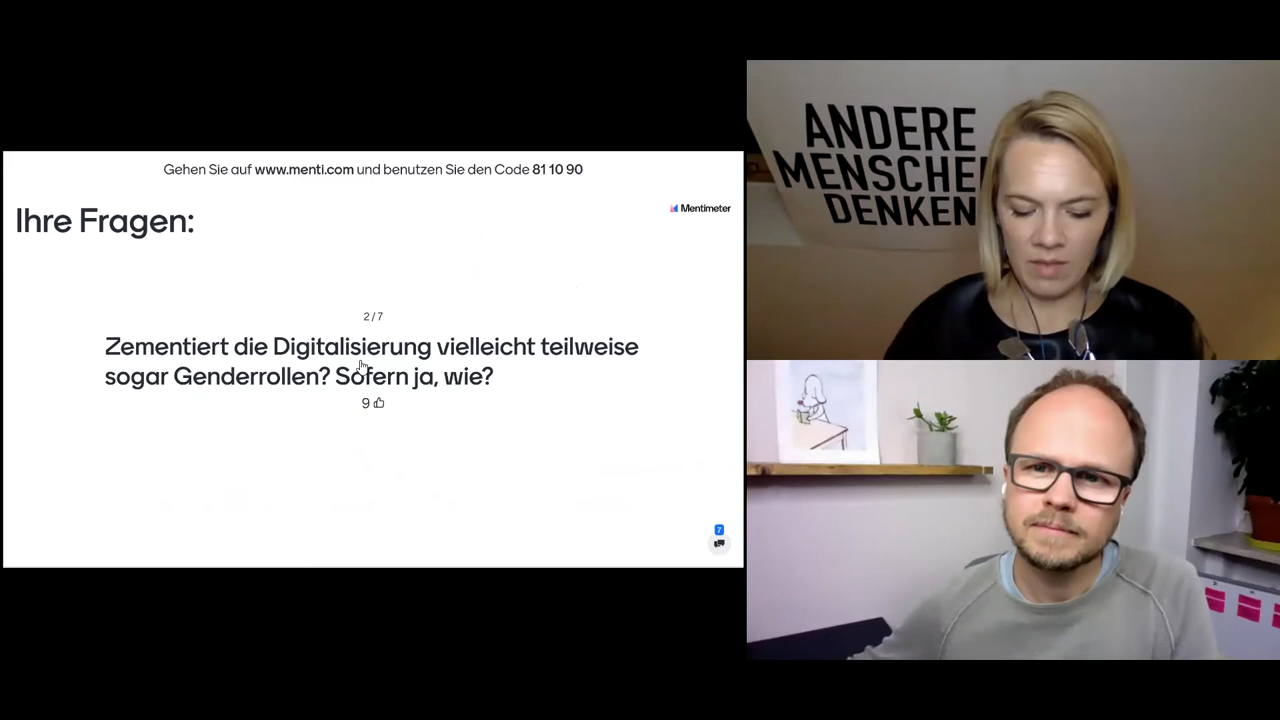 Gehen Sie auf www.menti.com und benutzen Sie den Code 81 10 90
Ihre Fragen:
Mentimeter
2 / 7
Zementiert die Digitalisierung vielleicht teilweise
sogar Genderrollen? Sofern ja, wie?
9
7
ANDERE
MENSCHE
DENKEN